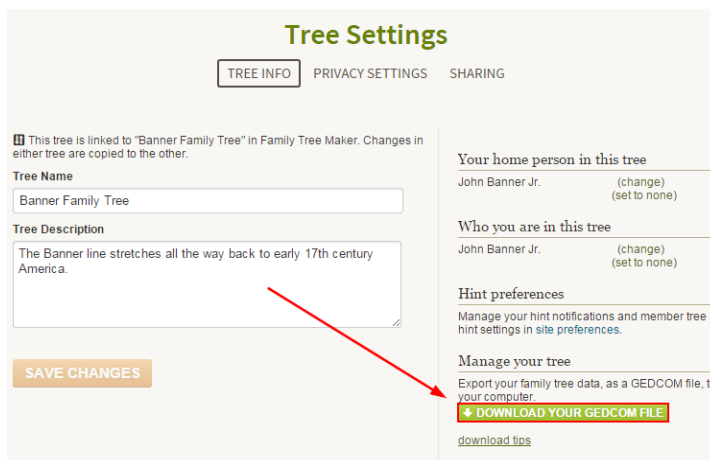 Tree Settings
TREE INFO PRIVACY SETTINGS SHARING
This tree is linked to "Banner Family Tree" in Family Tree Maker. Changes in
either tree are copied to the other.
Tree Name
Banner Family Tree
Tree Description
The Banner line stretches all the way back to early 17th century
America.
SAVE CHANGES
Your home person in this tree
John Banner Jr. (change)
(set to none)
Who you are in this tree
John Banner Jr. (change)
(set to none)
Hint preferences
Manage your hint notifications and member tree
hint settings in site preferences.
Manage your tree
Export your family tree data, as a GEDCOM file, t
your computer.
DOWNLOAD YOUR GEDCOM FILE
download tips